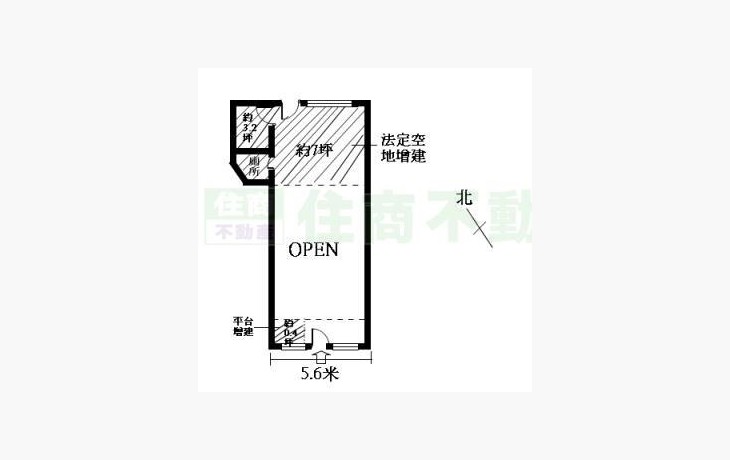 約
3.2
坪
廁
所
約7坪
法定空
地增建
北
住商
不動產
住商不動
OPEN
平台
增建
約
0.4
坪
5.6米